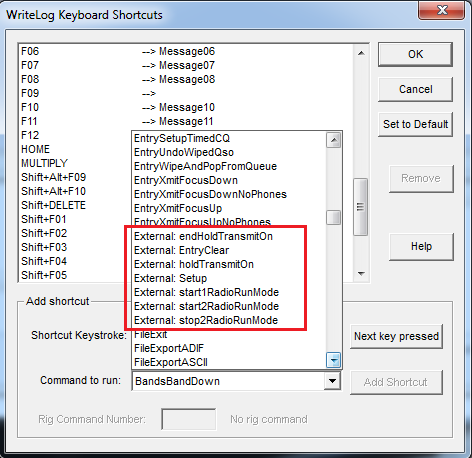 WriteLog Keyboard Shortcuts
F06 --> Message06
F07 --> Message07
F08 --> Message08
F09 -->
F10 --> Message10
F11 --> Message11
F12
HOME
MULTIPLY
Shift+Alt+F09
Shift+Alt+F10
Shift+DELETE
Shift+F01
Shift+F02
Shift+F03
Shift+F04
Shift+F05
EntrySetupTimedCQ
EntryUndoWipedQso
EntryWipeAndPopFromQueue
EntryXmitFocusDown
EntryXmitFocusDownNoPhones
EntryXmitFocusUp
EntryXmitFocusUpNoPhones
External: endHoldTransmitOn
External: EntryClear
External: holdTransmitOn
External: Setup
External: start1RadioRunMode
External: start2RadioRunMode
External: stop2RadioRunMode
FileExit
FileExportADIF
FileExportASCII
OK
Cancel
Set to Default
Remove
Help
Add shortcut
Shortcut Keystroke:
Next key pressed
Command to run: BandsBandDown
Add Shortcut
Rig Command Number: No rig command